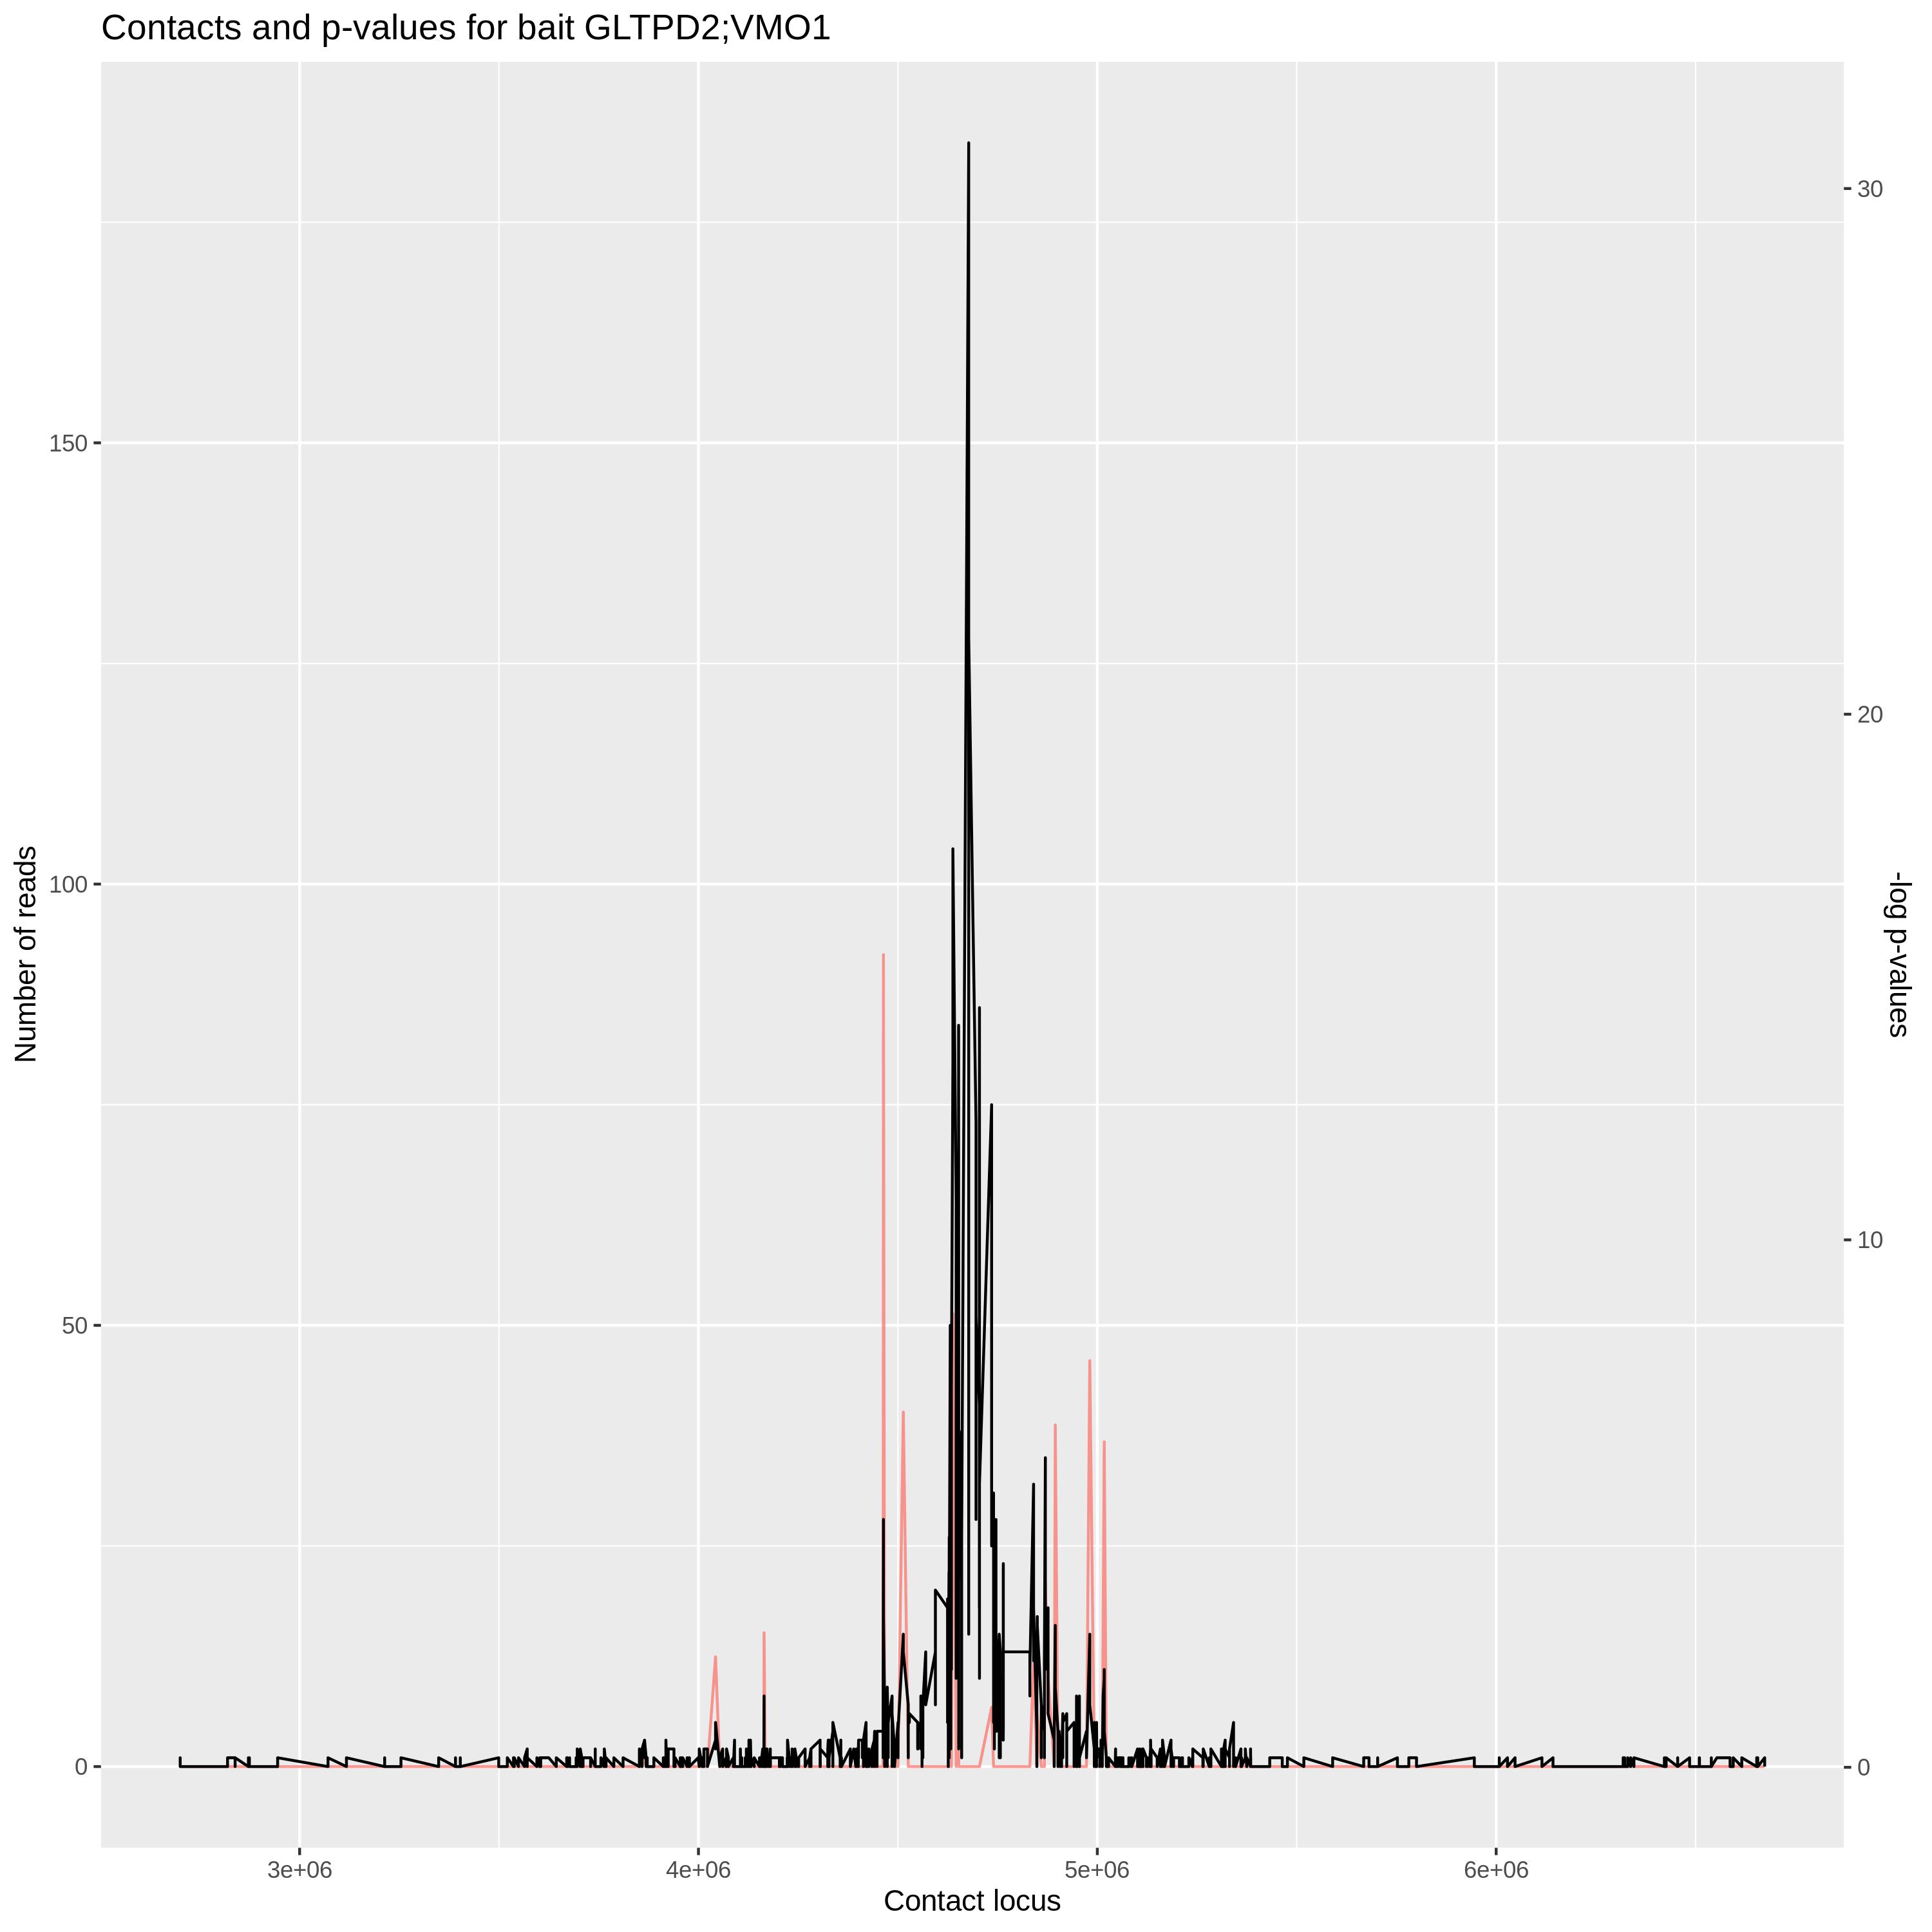 Contacts and p-values for bait GLTPD2;VMO1
30
150
20
Number of reads
100
-log p-values
10
50
0
0
3e+06
4e+06
5e+06
6e+06
Contact locus